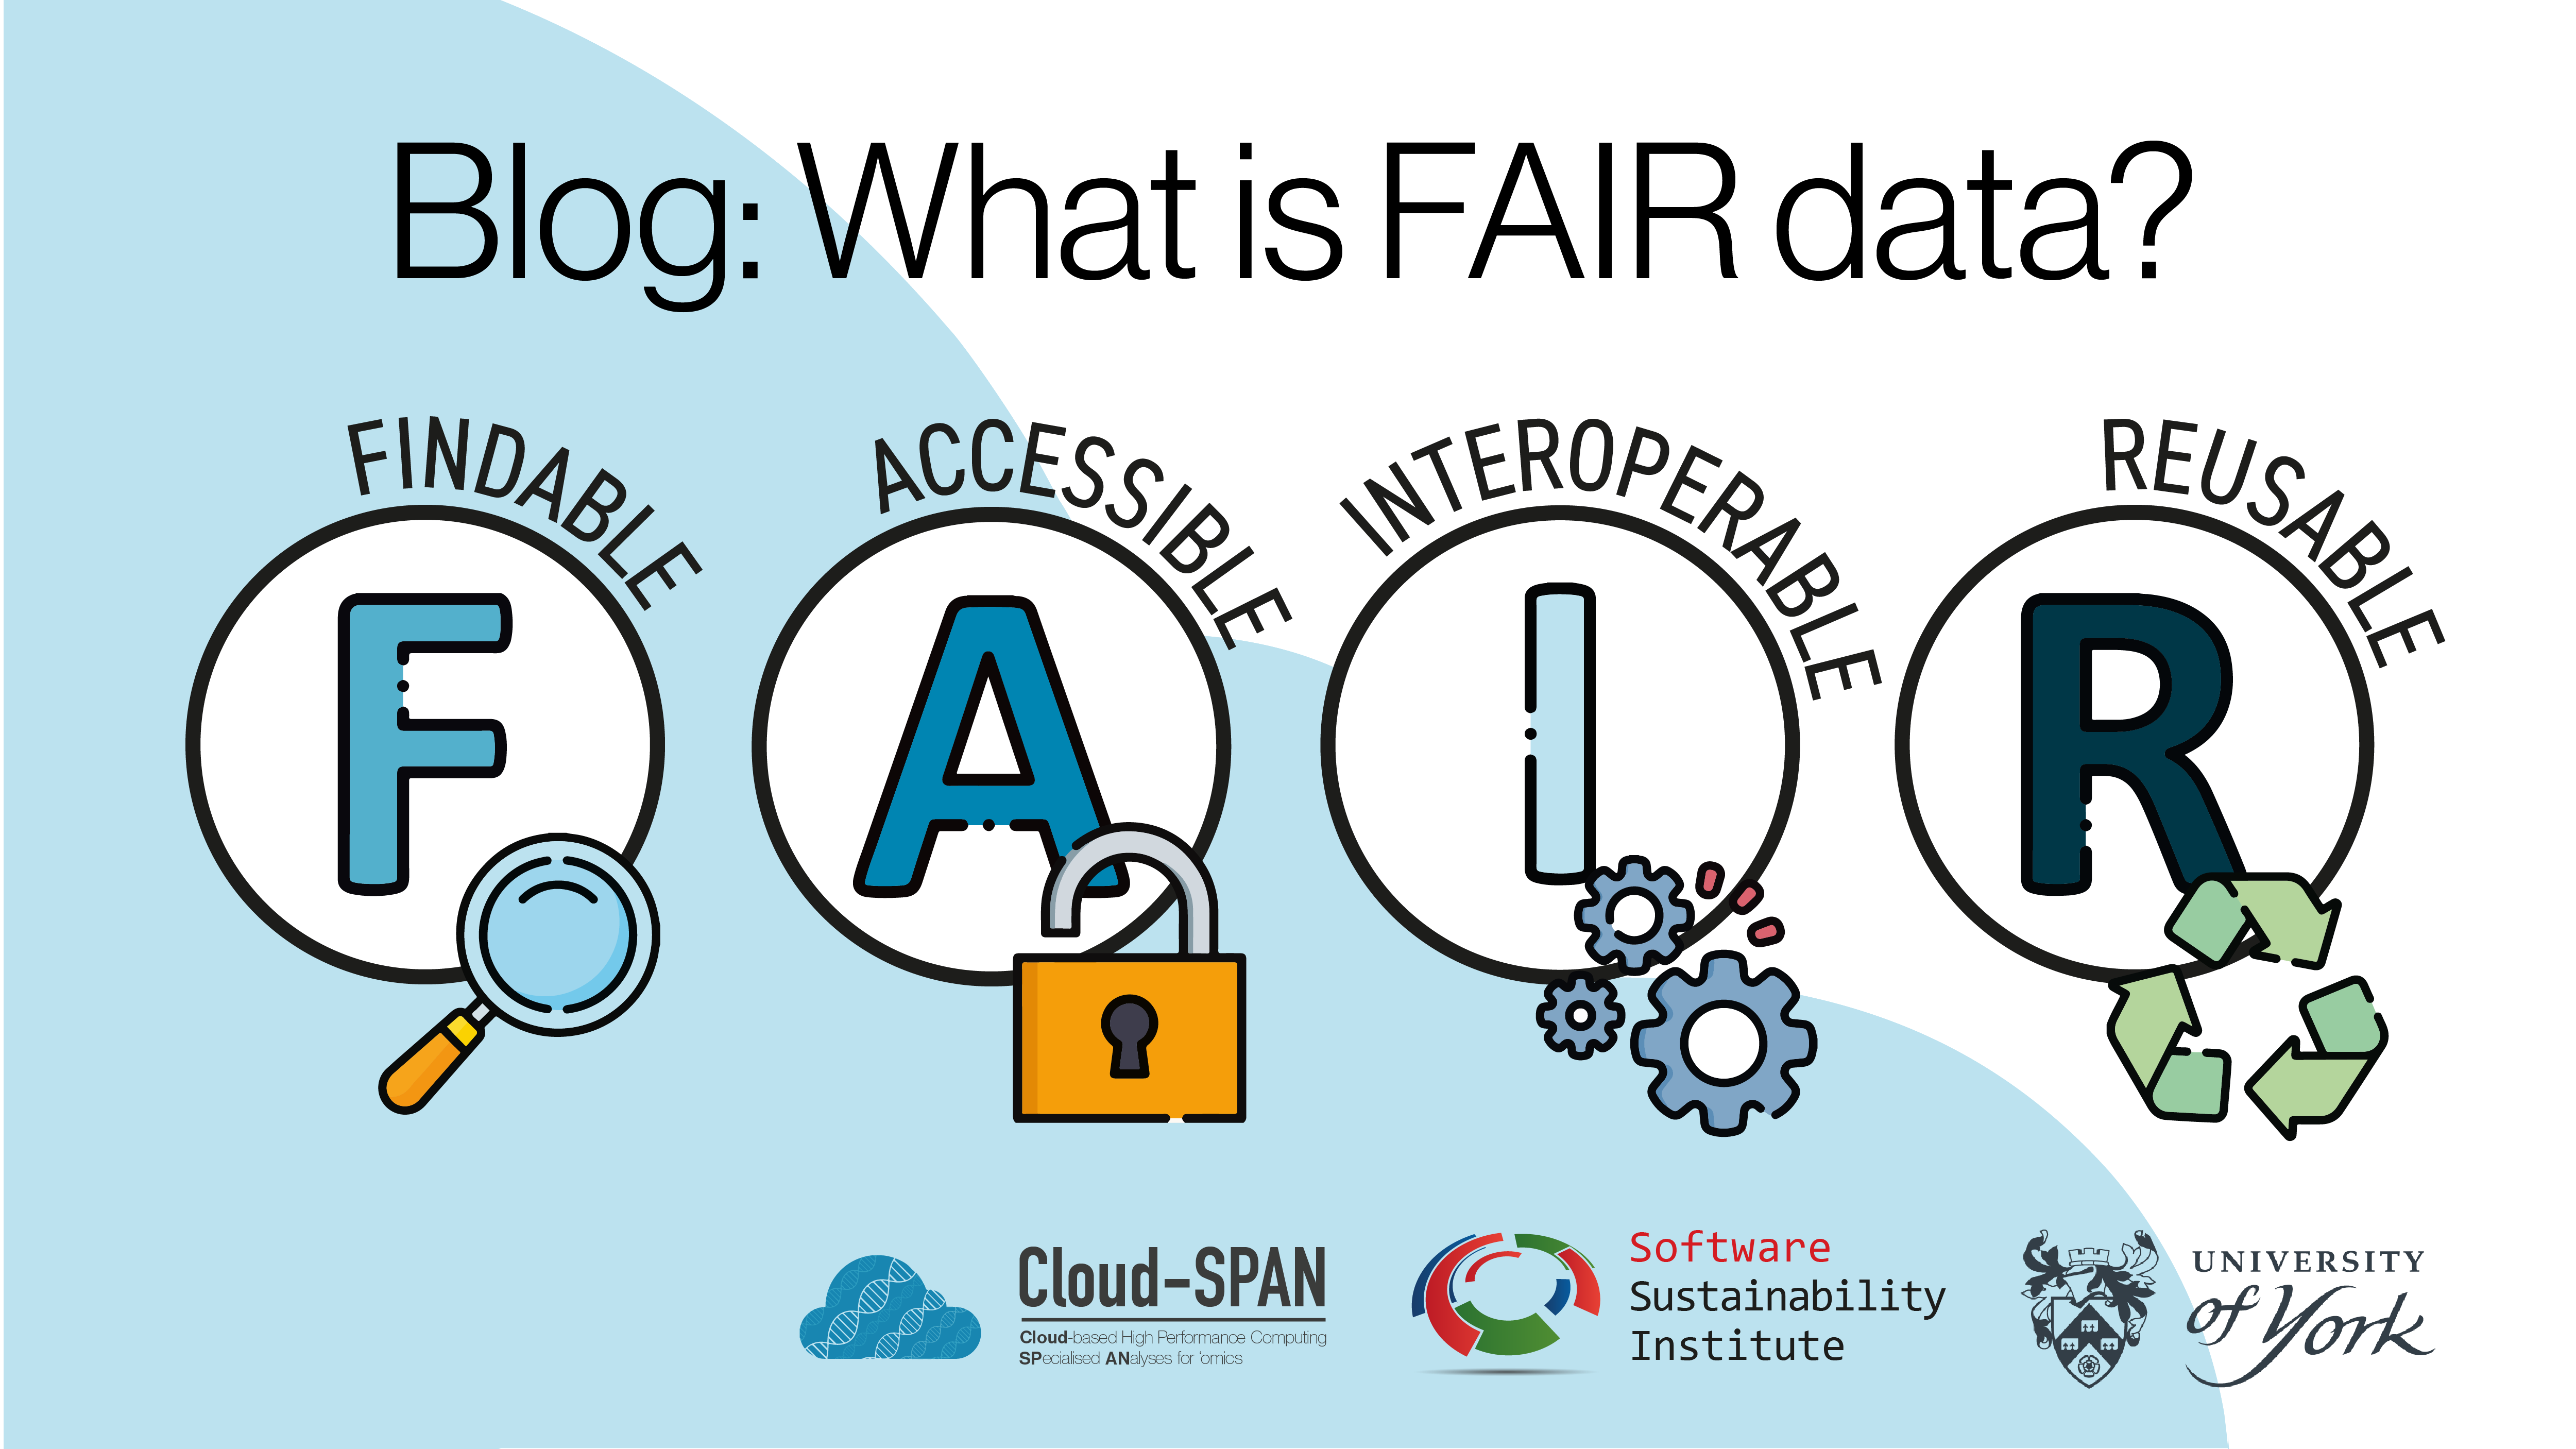 Blog: What is FAIR data?
FINDABLE
ACCESSIBLE
INTEROPERABLE
REUSABLE
F
A
I
R
Cloud-SPAN
Cloud-based High Performance Computing
SPecialised ANalyses for 'omics
Software
Sustainability
Institute
UNIVERSITY
of York